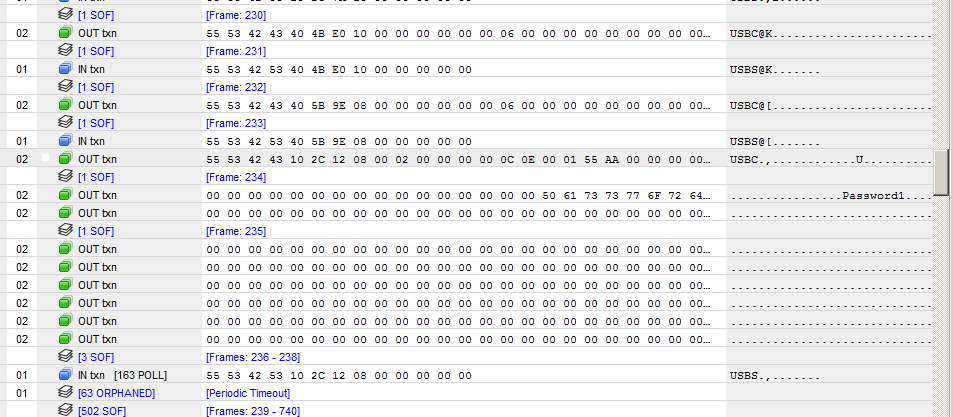 [1 SOF] [Frame: 230]
02 OUT txn 55 53 42 43 40 4B E0 10 00 00 00 00 00 00 06 00 00 00 00 00 00 00 00 00... USBC@K..........................
[1 SOF] [Frame: 231]
01 IN txn 55 53 42 53 40 4B E0 10 00 00 00 00 00 USBS@K.......
[1 SOF] [Frame: 232]
02 OUT txn 55 53 42 43 40 5B 9E 08 00 00 00 00 00 00 06 00 00 00 00 00 00 00 00 00... USBC@[..........................
[1 SOF] [Frame: 233]
01 IN txn 55 53 42 53 40 5B 9E 08 00 00 00 00 00 USBS@[.......
02 OUT txn 55 53 42 43 10 2C 12 08 00 02 00 00 00 00 0C 0E 00 01 55 AA 00 00 00 00... USBC.,............U..........
[1 SOF] [Frame: 234]
02 OUT txn 00 00 00 00 00 00 00 00 00 00 00 00 00 00 00 00 50 61 73 73 77 6F 72 64... ................Password1....
02 OUT txn 00 00 00 00 00 00 00 00 00 00 00 00 00 00 00 00 00 00 00 00 00 00 00 00... ................................
[1 SOF] [Frame: 235]
02 OUT txn 00 00 00 00 00 00 00 00 00 00 00 00 00 00 00 00 00 00 00 00 00 00 00 00... ................................
02 OUT txn 00 00 00 00 00 00 00 00 00 00 00 00 00 00 00 00 00 00 00 00 00 00 00 00... ................................
02 OUT txn 00 00 00 00 00 00 00 00 00 00 00 00 00 00 00 00 00 00 00 00 00 00 00 00... ................................
02 OUT txn 00 00 00 00 00 00 00 00 00 00 00 00 00 00 00 00 00 00 00 00 00 00 00 00... ................................
02 OUT txn 00 00 00 00 00 00 00 00 00 00 00 00 00 00 00 00 00 00 00 00 00 00 00 00... ................................
02 OUT txn 00 00 00 00 00 00 00 00 00 00 00 00 00 00 00 00 00 00 00 00 00 00 00 00... ................................
[3 SOF] [Frames: 236 - 238]
01 IN txn [163 POLL] 55 53 42 53 10 2C 12 08 00 00 00 00 00 USBS.,.......
01 [63 ORPHANED] [Periodic Timeout]
[502 SOF] [Frames: 239 - 740]